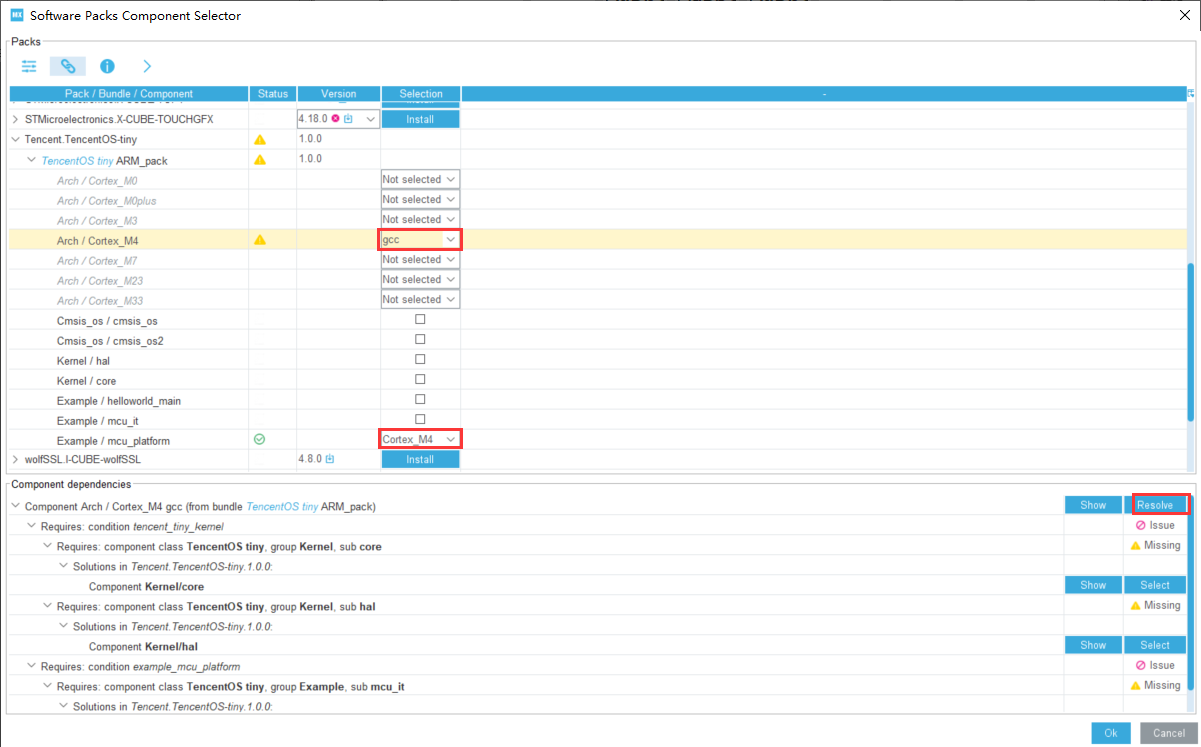 MX Software Packs Component Selector
Packs
Pack / Bundle / Component Status Version Selection -
STMicroelectronics.X-CUBE-TOUCHGFX 4.18.0 Install
Tencent.TencentOS-tiny 1.0.0
TencentOS tiny ARM_pack 1.0.0
Arch / Cortex_M0 Not selected
Arch / Cortex_M0plus Not selected
Arch / Cortex_M3 Not selected
Arch / Cortex_M4 gcc
Arch / Cortex_M7 Not selected
Arch / Cortex_M23 Not selected
Arch / Cortex_M33 Not selected
Cmsis_os / cmsis_os
Cmsis_os / cmsis_os2
Kernel / hal
Kernel / core
Example / helloworld_main
Example / mcu_it
Example / mcu_platform Cortex_M4
wolfSSL.I-CUBE-wolfSSL 4.8.0 Install
Component dependencies
Component Arch / Cortex_M4 gcc (from bundle TencentOS tiny ARM_pack) Show Resolve
Requires: condition tencent_tiny_kernel Issue
Requires: component class TencentOS tiny, group Kernel, sub core Missing
Solutions in Tencent.TencentOS-tiny.1.0.0:
Component Kernel/core Show Select
Requires: component class TencentOS tiny, group Kernel, sub hal Missing
Solutions in Tencent.TencentOS-tiny.1.0.0:
Component Kernel/hal Show Select
Requires: condition example_mcu_platform Issue
Requires: component class TencentOS tiny, group Example, sub mcu_it Missing
Solutions in Tencent.TencentOS-tiny.1.0.0:
Ok Cancel